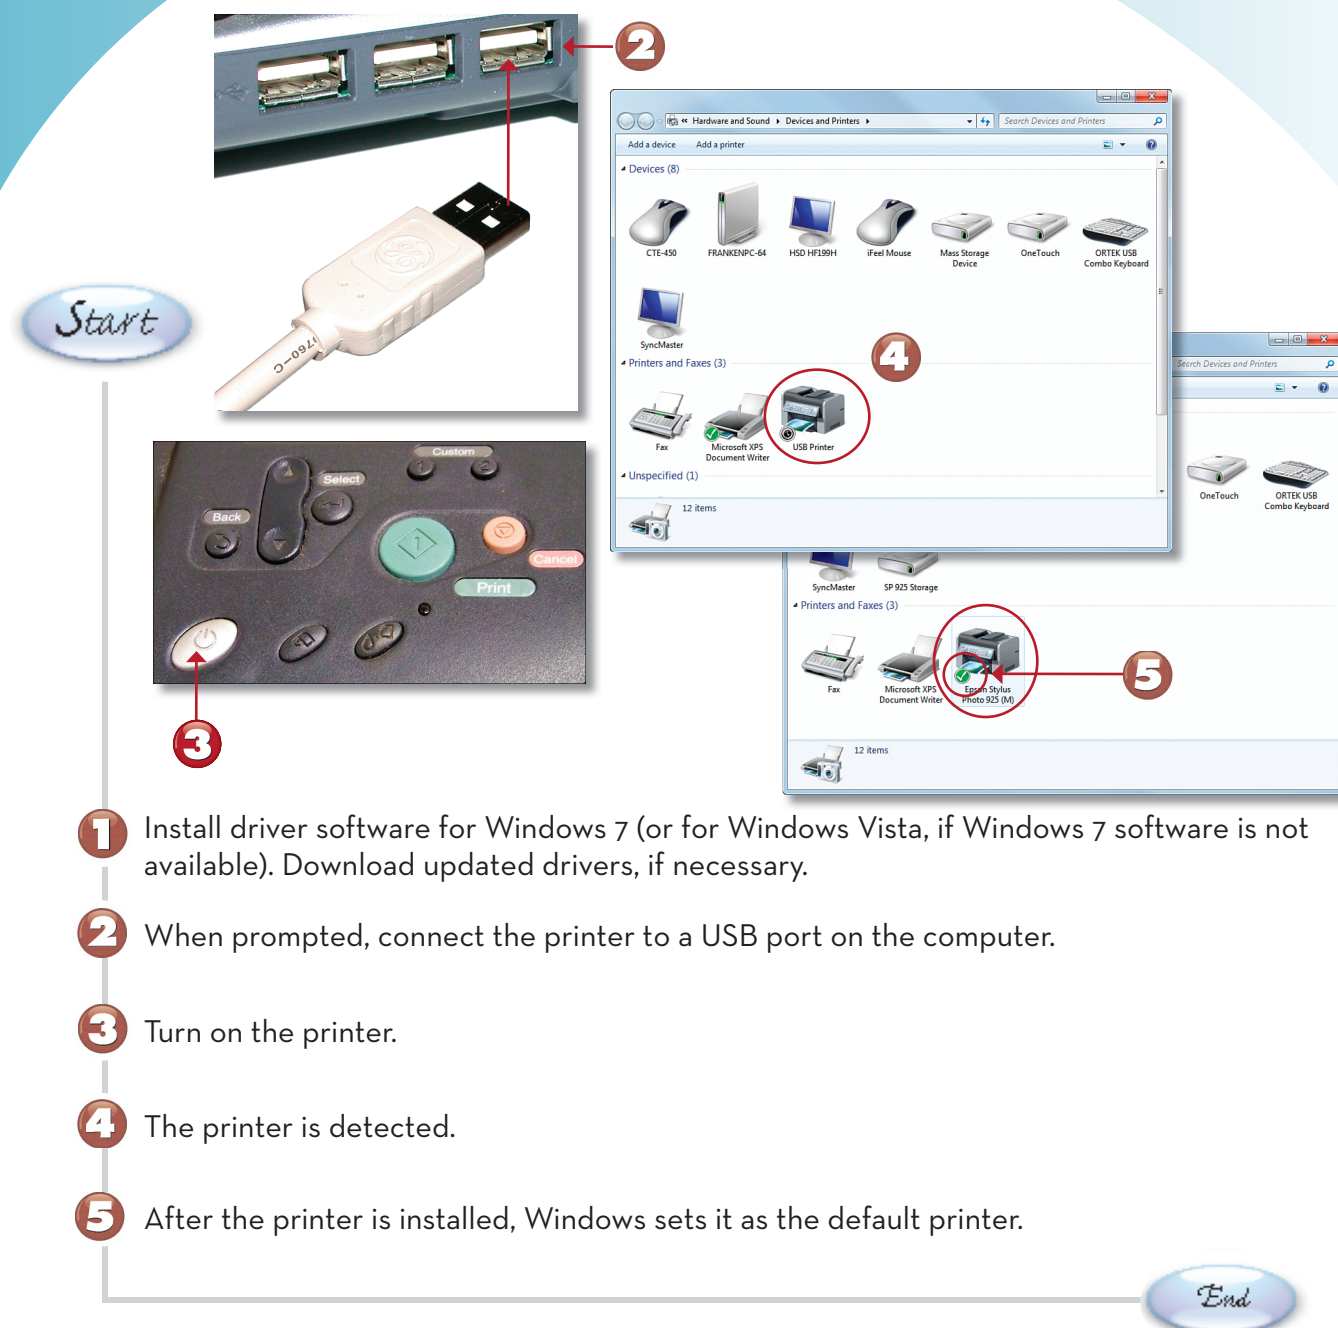 2
Hardware and Sound ▸ Devices and Printers ▸
Search Devices and Printers
Add a device Add a printer
Devices (8)
CTE-450
FRANKENPC-64
HSD HF199H
iFeel Mouse
Mass Storage
Device
OneTouch
ORTEK USB
Combo Keyboard
SyncMaster
4
Printers and Faxes (3)
Fax
Microsoft XPS
Document Writer
USB Printer
Unspecified (1)
12 items
Start
0760-C
GE
Custom
1 2
Select
Back
Cancel
Print
3
Search Devices and Printers
OneTouch
ORTEK USB
Combo Keyboard
SyncMaster
SP 925 Storage
Printers and Faxes (3)
Fax
Microsoft XPS
Document Writer
Epson Stylus
Photo 925 (M)
5
12 items
1 Install driver software for Windows 7 (or for Windows Vista, if Windows 7 software is not
available). Download updated drivers, if necessary.
2 When prompted, connect the printer to a USB port on the computer.
3 Turn on the printer.
4 The printer is detected.
5 After the printer is installed, Windows sets it as the default printer.
End